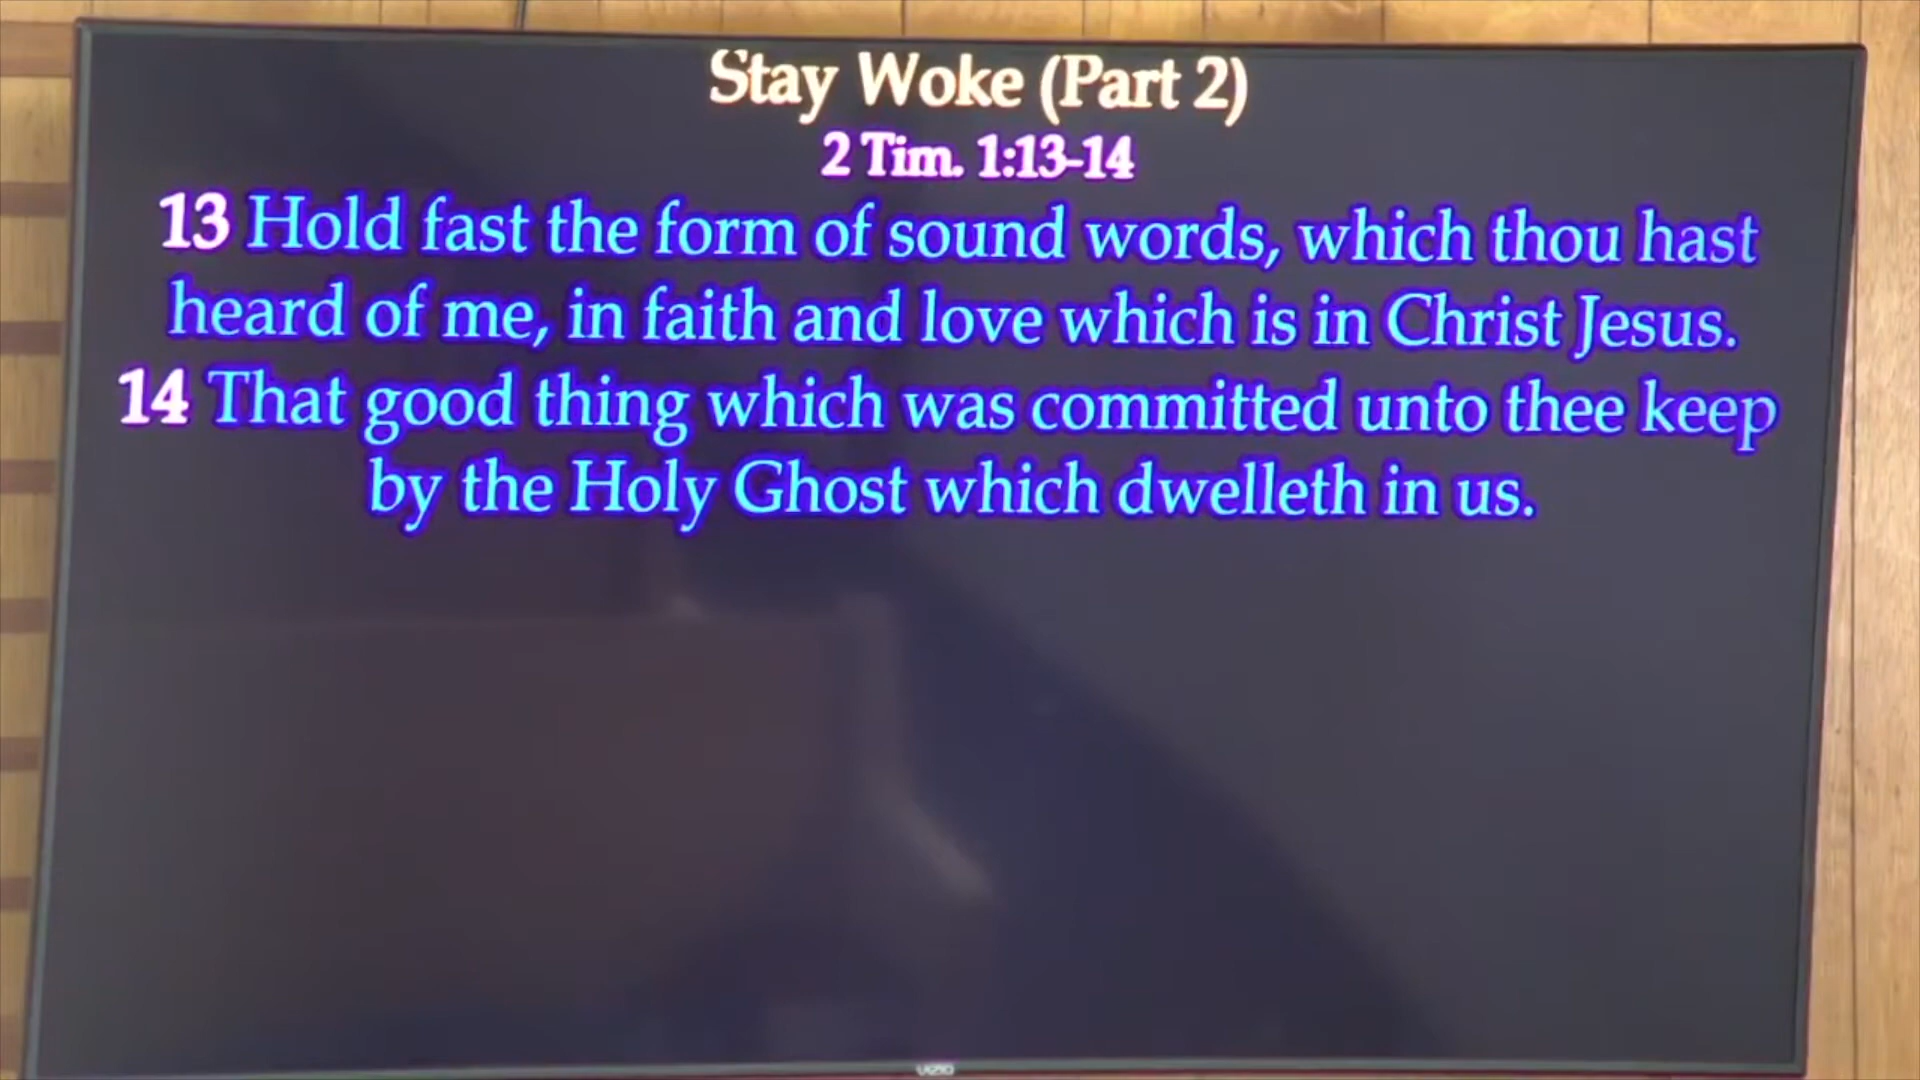 Stay Woke (Part 2)
2 Tim. 1:13-14
13 Hold fast the form of sound words, which thou hast
heard of me, in faith and love which is in Christ Jesus.
14 That good thing which was committed unto thee keep
by the Holy Ghost which dwelleth in us.
VIZIO